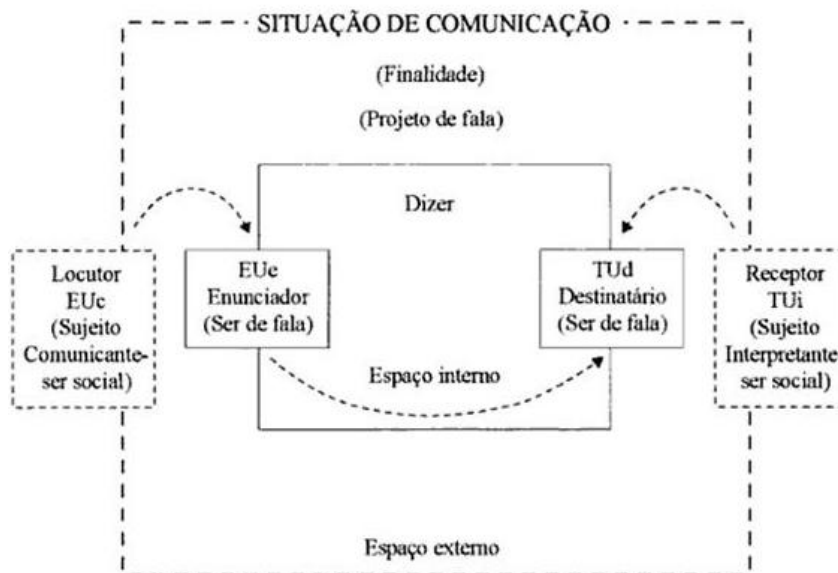 SITUAÇÃO DE COMUNICAÇÃO
(Finalidade)
(Projeto de fala)
Dizer
Locutor
EUc
(Sujeito
Comunicante-
ser social)
EUe
Enunciador
(Ser de fala)
TUd
Destinatário
(Ser de fala)
Receptor
TUi
(Sujeito
Interpretante-
ser social)
Espaço interno
Espaço externo